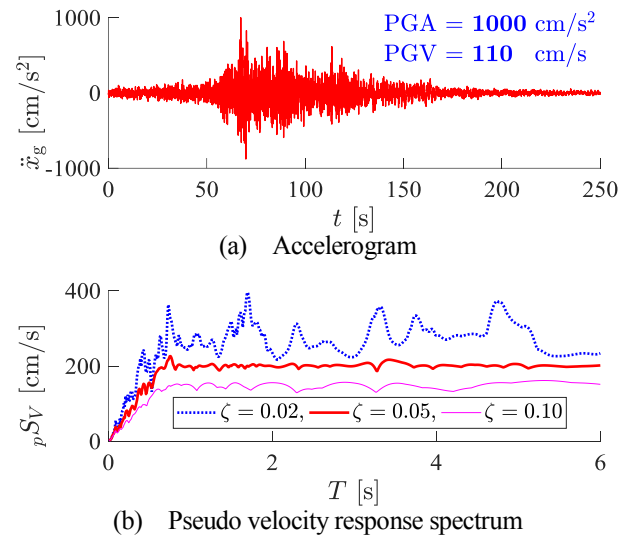 PGA = 1000 cm/s²
PGV = 110 cm/s
1000
0
-1000
ẍg [cm/s²]
0 50 100 150 200 250
t [s]
(a) Accelerogram
400
200
0
pSV [cm/s]
ζ = 0.02, ζ = 0.05, ζ = 0.10
0 2 4 6
T [s]
(b) Pseudo velocity response spectrum